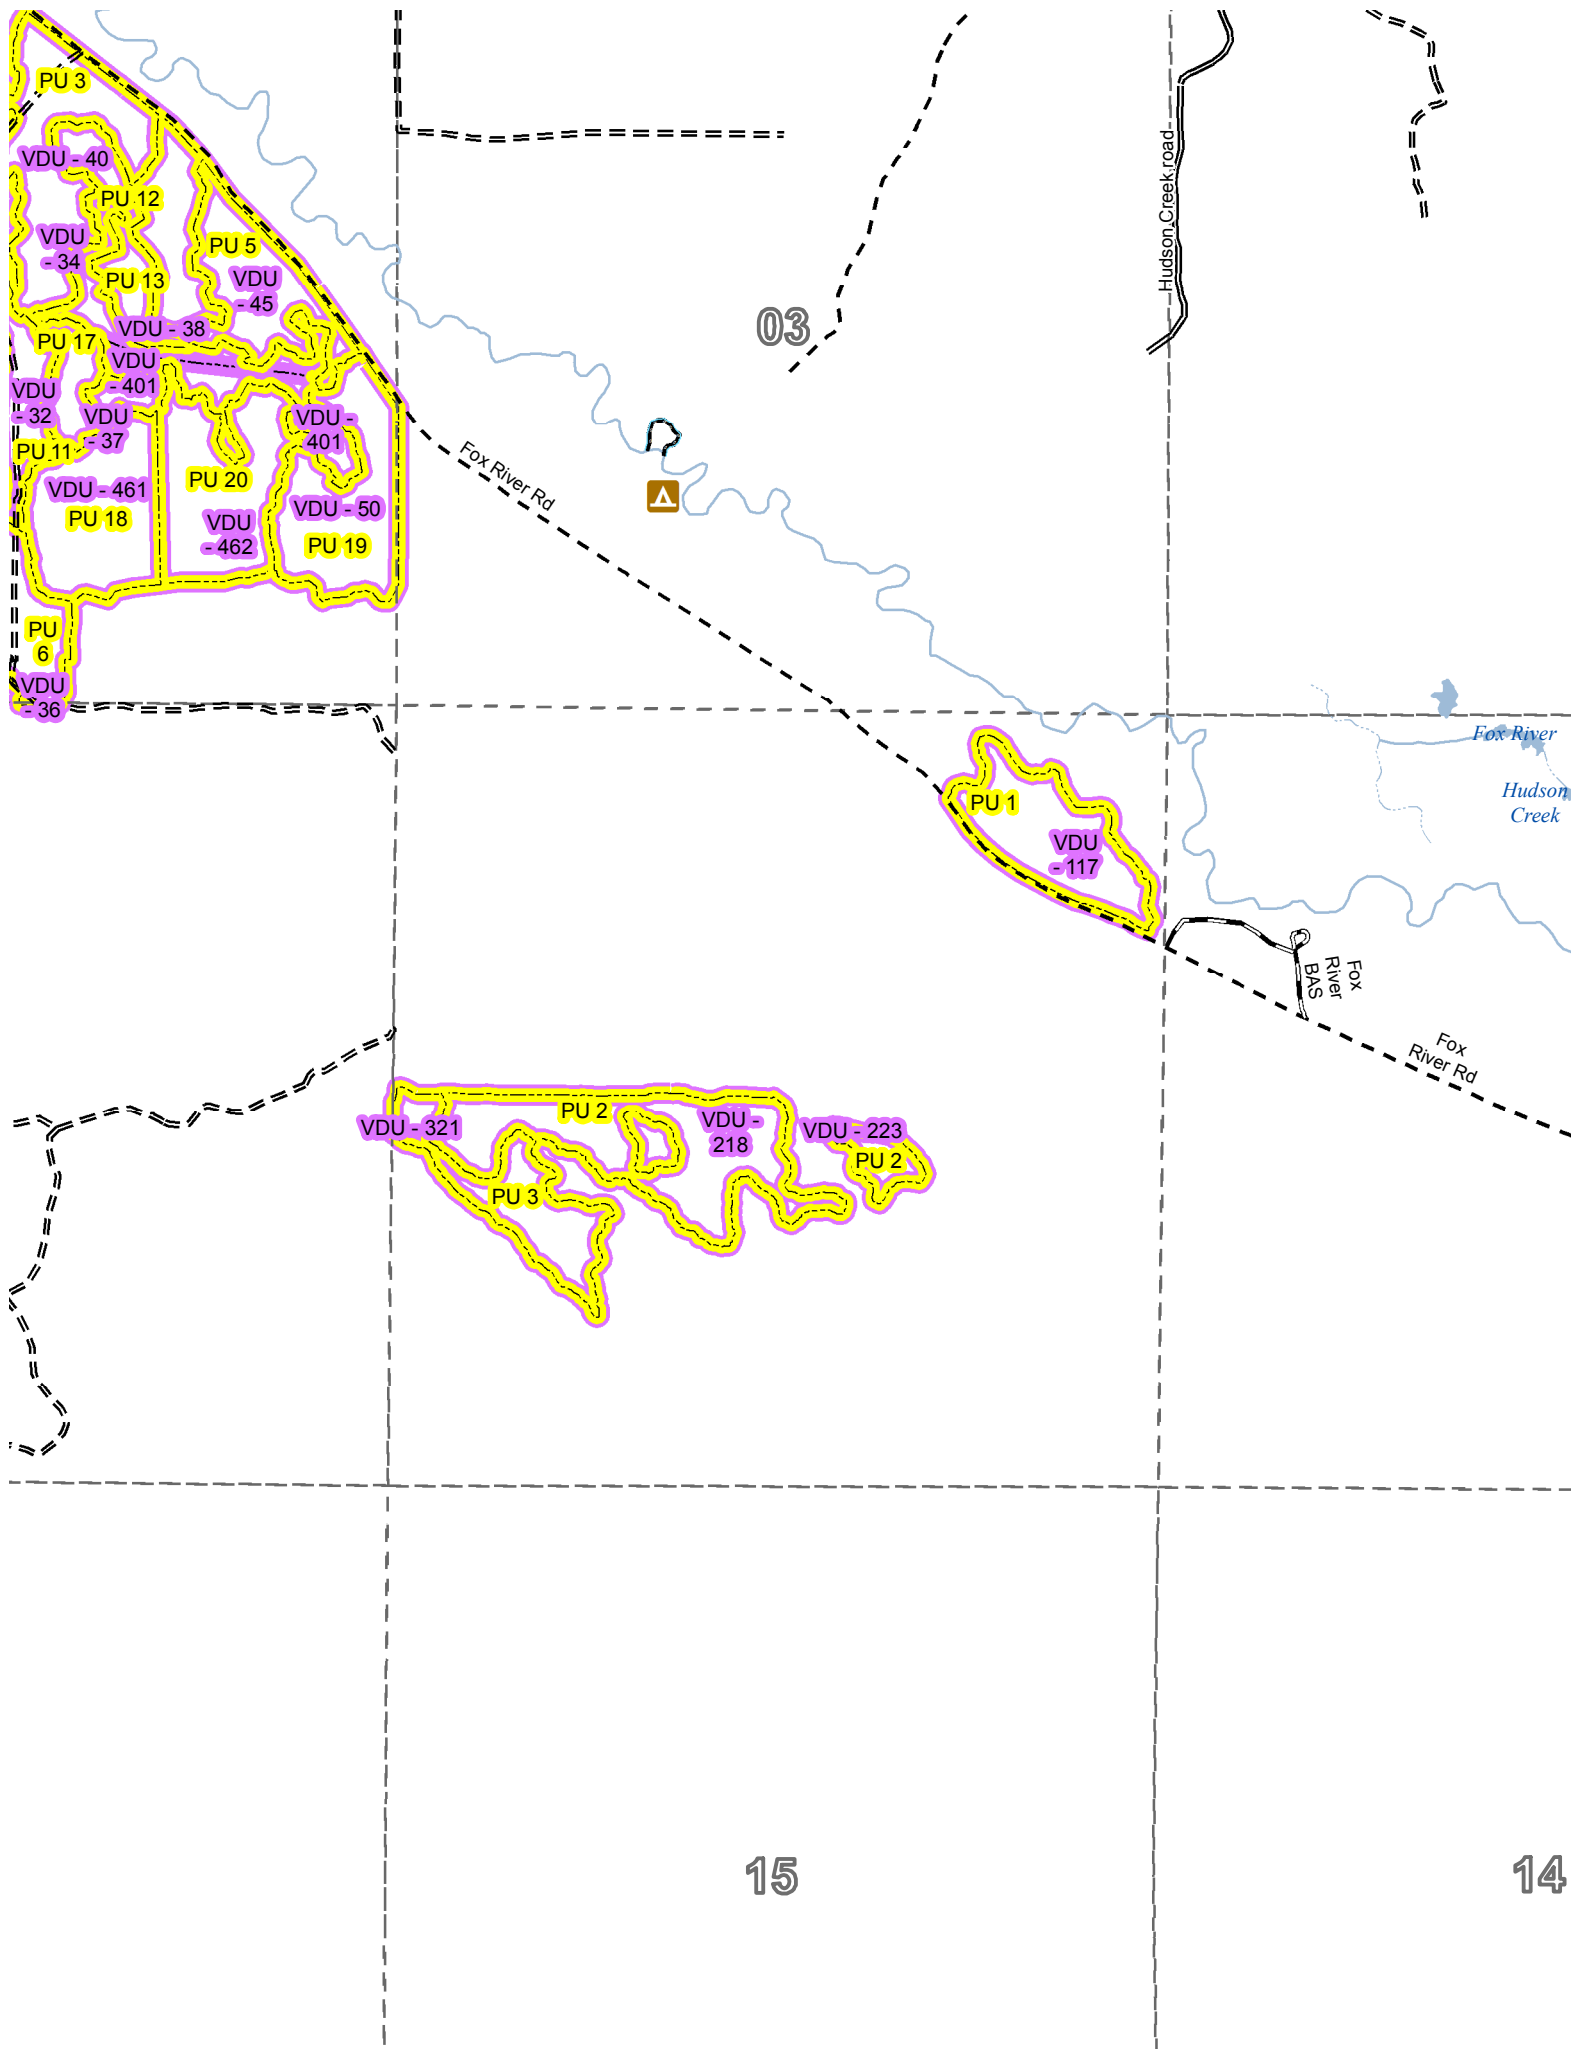 PU 3
VDU - 40
PU 12
VDU
- 34
PU 5
PU 13
VDU
- 45
VDU - 38
PU 17
VDU
- 401
VDU
- 32
VDU
- 37
VDU -
401
PU 11
VDU - 461
PU 18
PU 20
VDU
- 462
VDU - 50
PU 19
PU
6
VDU
- 36
03
Hudson Creek road
Fox River Rd
Fox River
Hudson
Creek
PU 1
VDU
- 117
Fox
River
BAS
Fox
River Rd
VDU - 321
PU 2
VDU -
218
VDU - 223
PU 2
PU 3
15
14